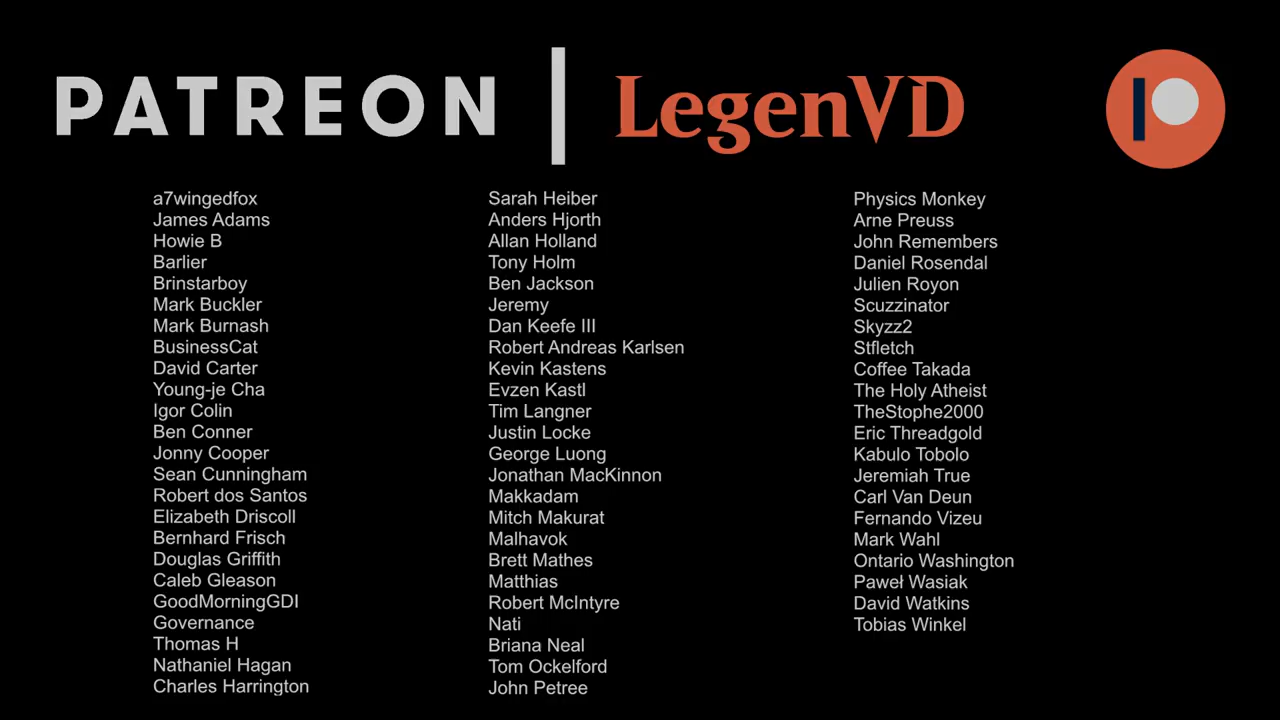 PATREON | LegenVD
a7wingedfox
James Adams
Howie B
Barlier
Brinstarboy
Mark Buckler
Mark Burnash
BusinessCat
David Carter
Young-je Cha
Igor Colin
Ben Conner
Jonny Cooper
Sean Cunningham
Robert dos Santos
Elizabeth Driscoll
Bernhard Frisch
Douglas Griffith
Caleb Gleason
GoodMorningGDI
Governance
Thomas H
Nathaniel Hagan
Charles Harrington
Sarah Heiber
Anders Hjorth
Allan Holland
Tony Holm
Ben Jackson
Jeremy
Dan Keefe III
Robert Andreas Karlsen
Kevin Kastens
Evzen Kastl
Tim Langner
Justin Locke
George Luong
Jonathan MacKinnon
Makkadam
Mitch Makurat
Malhavok
Brett Mathes
Matthias
Robert McIntyre
Nati
Briana Neal
Tom Ockelford
John Petree
Physics Monkey
Arne Preuss
John Remembers
Daniel Rosendal
Julien Royon
Scuzzinator
Skyzz2
Stfletch
Coffee Takada
The Holy Atheist
TheStophe2000
Eric Threadgold
Kabulo Tobolo
Jeremiah True
Carl Van Deun
Fernando Vizeu
Mark Wahl
Ontario Washington
Paweł Wasiak
David Watkins
Tobias Winkel